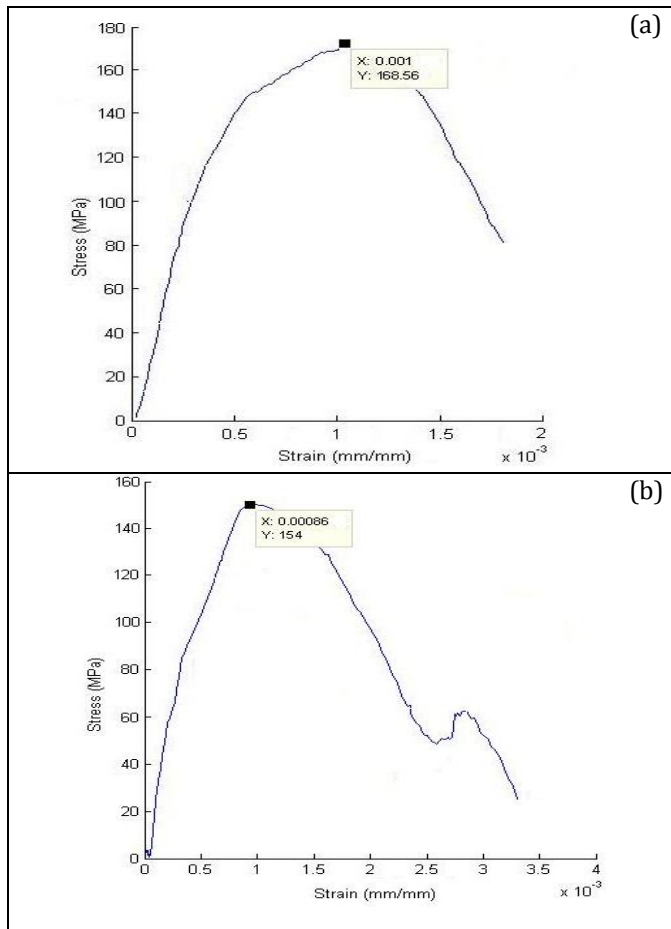 (a)
180
160
140
120
100
80
60
40
20
0
Stress (MPa)
X: 0.001
Y: 168.56
0 0.5 1 1.5 2
Strain (mm/mm)
x 10-3
(b)
160
140
120
100
80
60
40
20
0
Stress (MPa)
X: 0.00086
Y: 154
0 0.5 1 1.5 2 2.5 3 3.5 4
Strain (mm/mm)
x 10-3